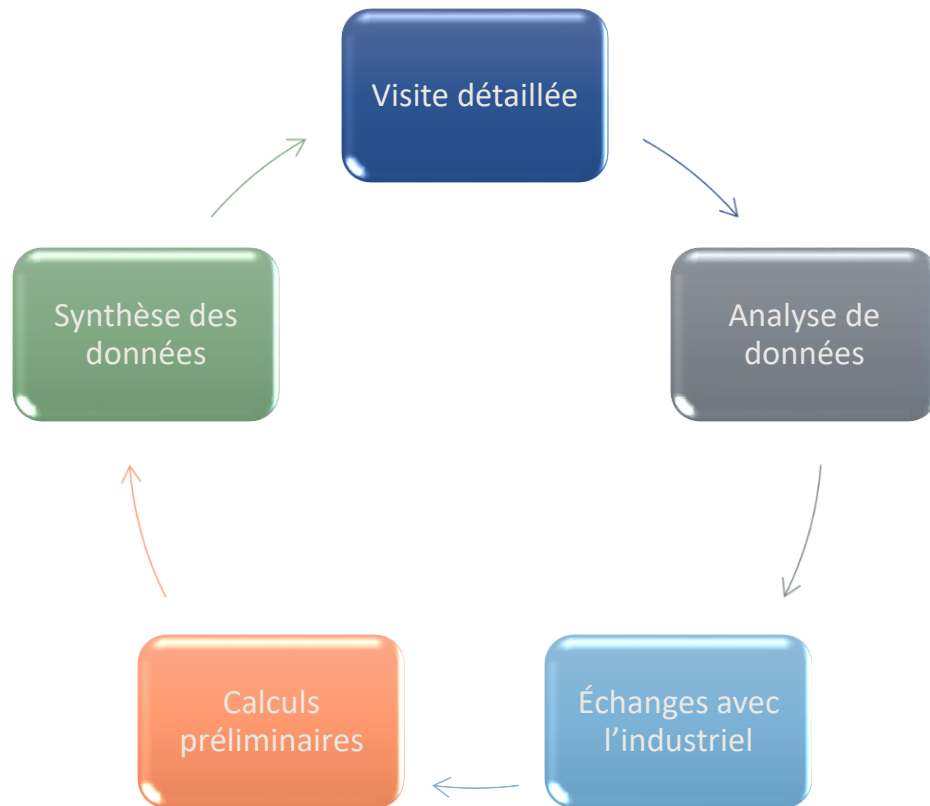 Visite détaillée
Analyse de
données
Échanges avec
l’industriel
Calculs
préliminaires
Synthèse des
données